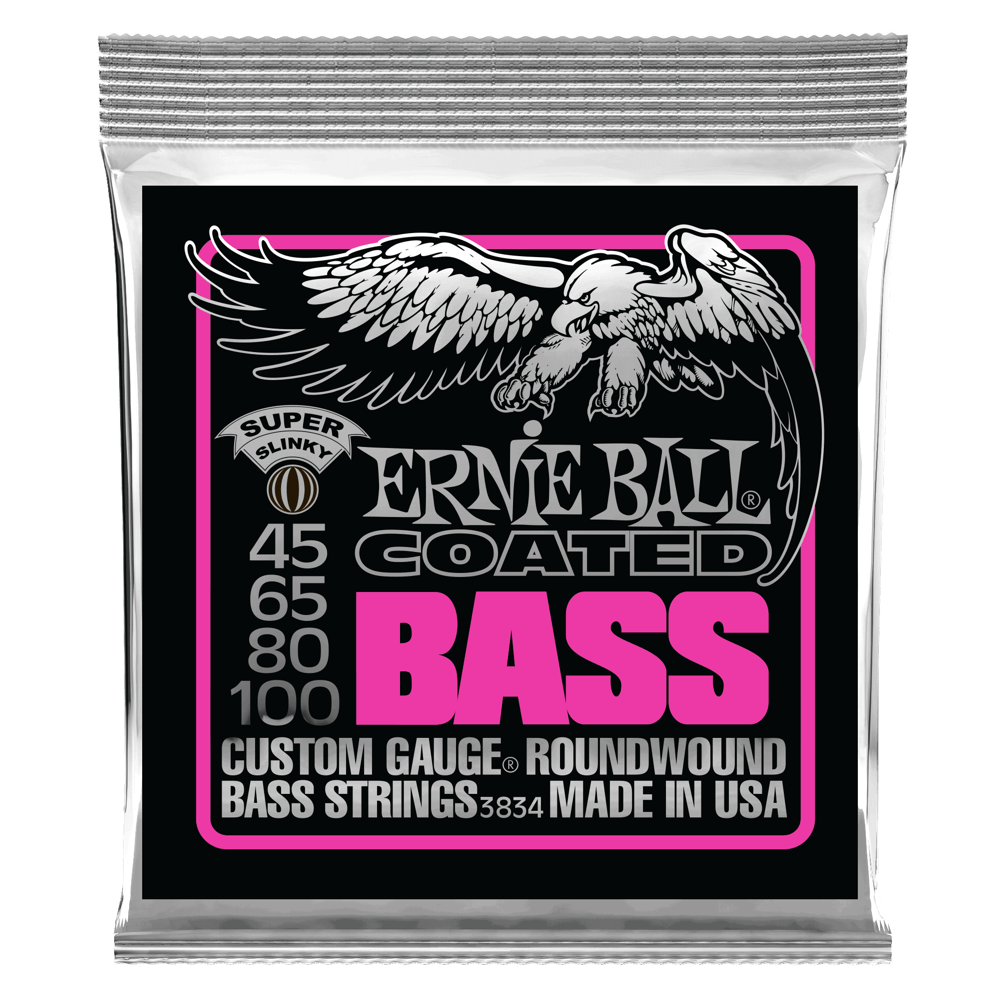 SUPER
SLINKY
ERNIE BALL®
COATED
BASS
45
65
80
100
CUSTOM GAUGE® ROUNDWOUND
BASS STRINGS 3834 MADE IN USA